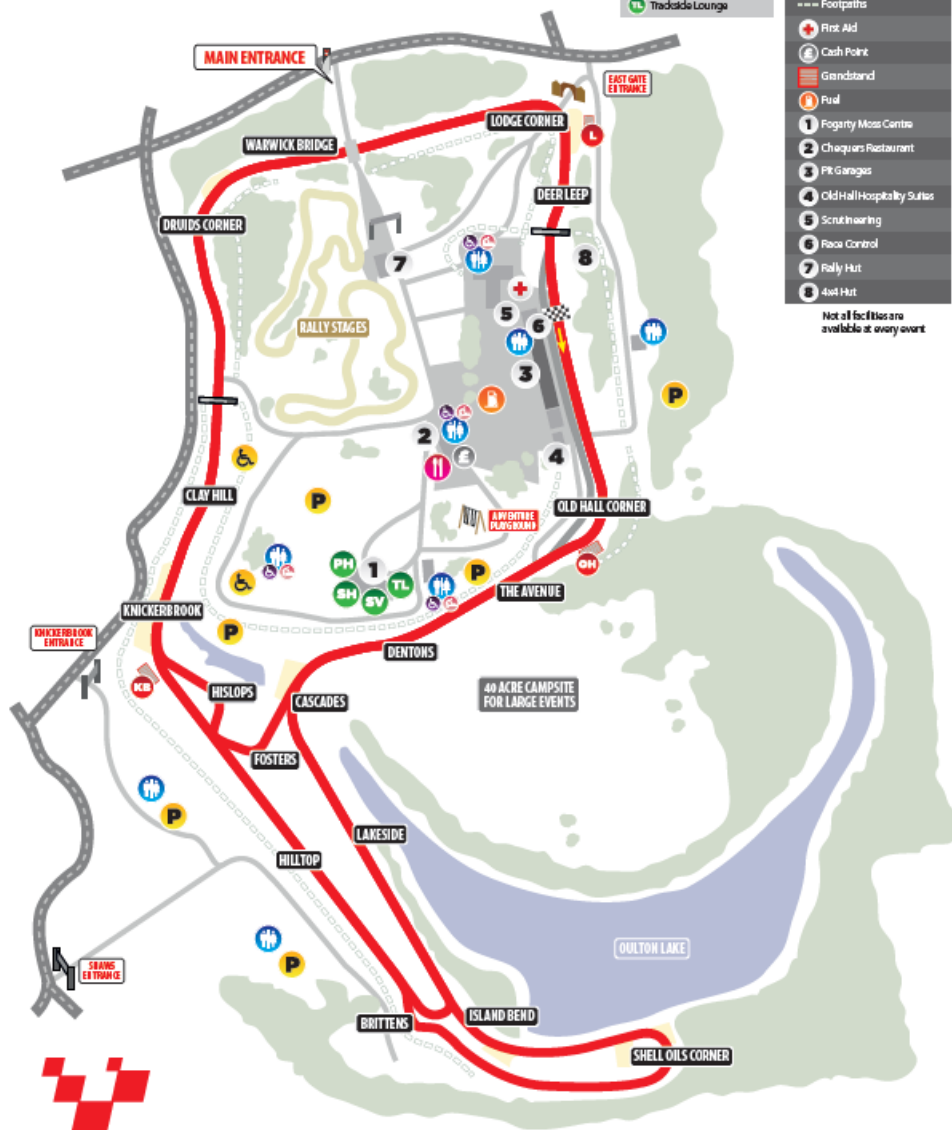 TL Trackside Lounge
Footpaths
First Aid
£ Cash Point
Grandstand
Fuel
1 Fogarty Moss Centre
2 Chequers Restaurant
3 Pit Garages
4 Old Hall Hospitality Suites
5 Scrutineering
6 Race Control
7 Rally Hut
8 4x4 Hut
Not all facilities are
available at every event
MAIN ENTRANCE
EAST GATE
ENTRANCE
LODGE CORNER
L
WARWICK BRIDGE
DEER LEEP
DRUIDS CORNER
7
8
5
6
RALLY STAGES
3
P
2
£
4
CLAY HILL
P
OLD HALL CORNER
ADVENTURE
PLAYGROUND
OH
PH
1
TL
P
SH
SV
THE AVENUE
KNICKERBROOK
P
KNICKERBROOK
ENTRANCE
DENTONS
KB
HISLOPS
CASCADES
40 ACRE CAMPSITE
FOR LARGE EVENTS
FOSTERS
P
LAKESIDE
HILLTOP
OULTON LAKE
P
SHAWS
ENTRANCE
ISLAND BEND
BRITTENS
SHELL OILS CORNER